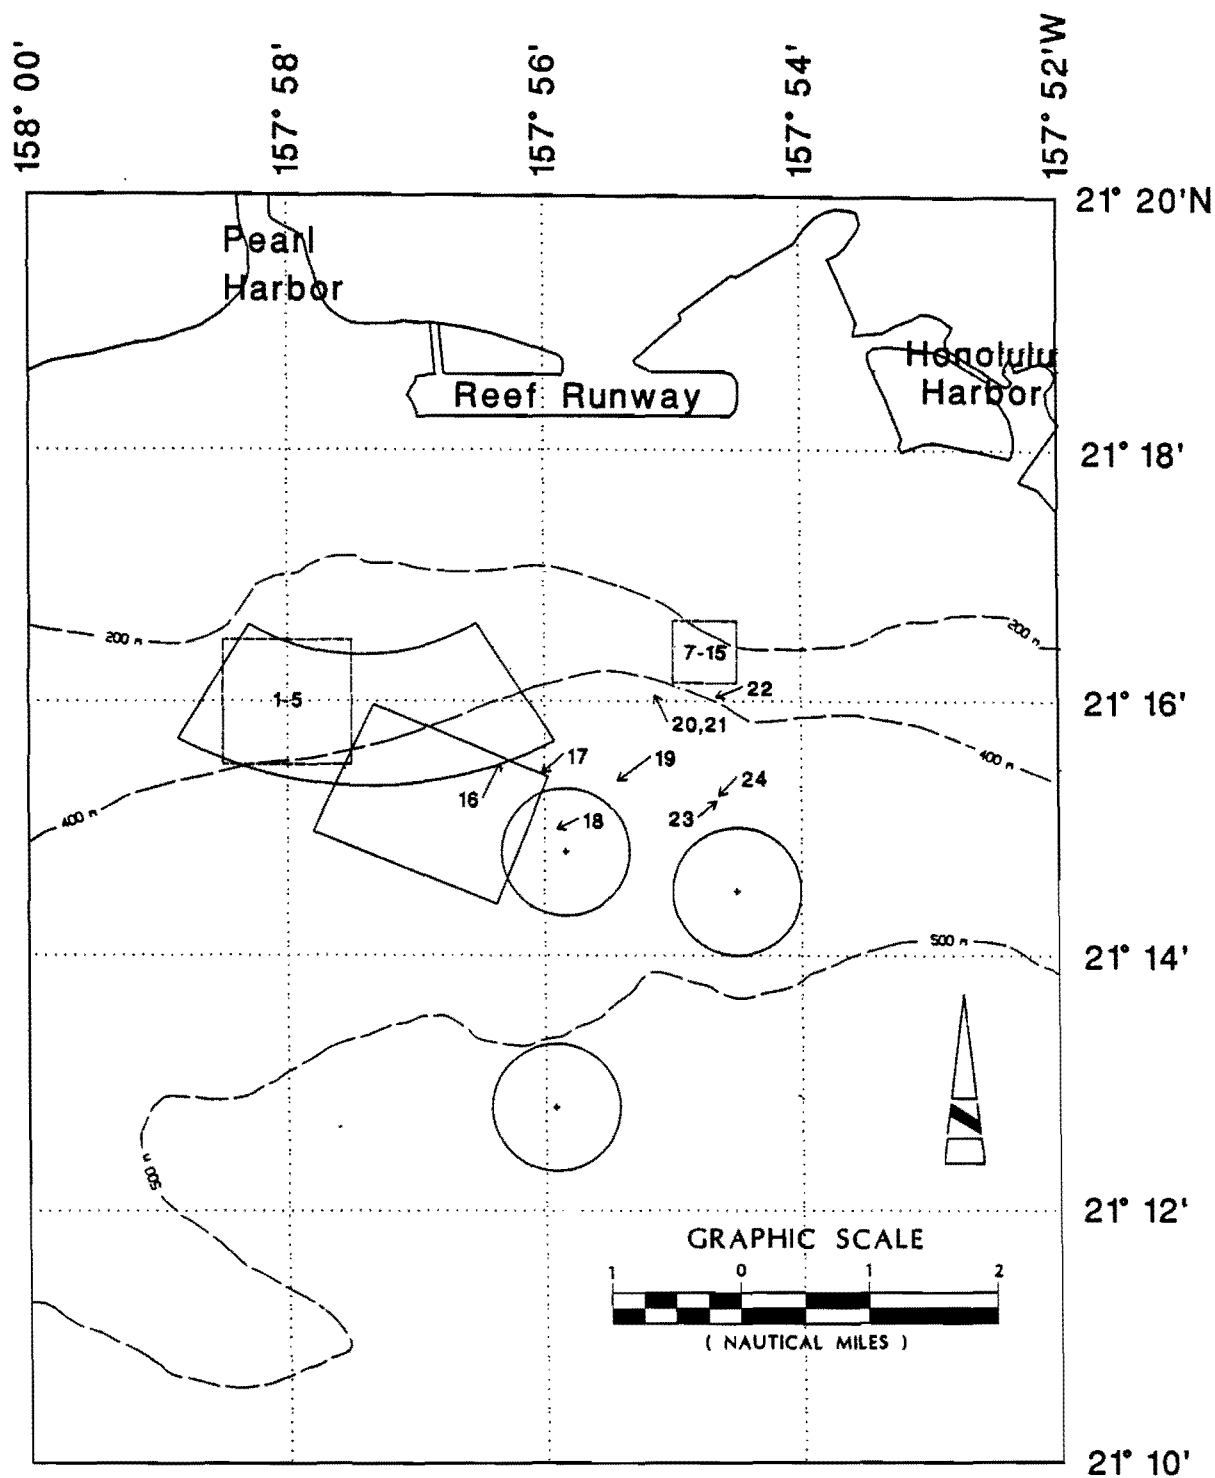 158° 00'
157° 58'
157° 56'
157° 54'
157° 52'W
21° 20'N
Pearl
Harbor
Honolulu
Harbor
Reef Runway
21° 18'
200 m
200 m
7-15
1-5
22
21° 16'
20,21
17
19
400 m
24
16
400 m
23
18
500 m
21° 14'
500 m
21° 12'
GRAPHIC SCALE
1 0 1 2
( NAUTICAL MILES )
21° 10'